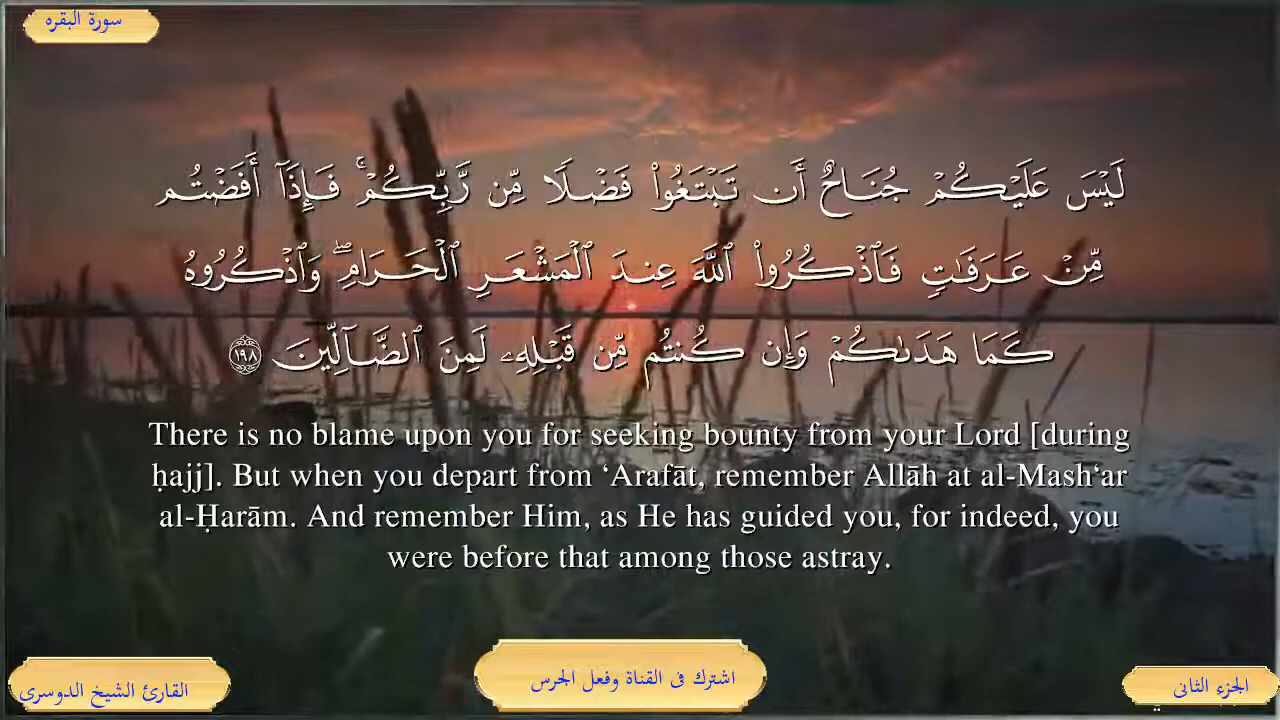 سورة البقره
لَيْسَ عَلَيْكُمْ جُنَاحٌ أَن تَبْتَغُوا۟ فَضْلًا مِّن رَّبِّكُمْ ۚ فَإِذَآ أَفَضْتُم
مِّنْ عَرَفَـٰتٍ فَٱذْكُرُوا۟ ٱللَّهَ عِندَ ٱلْمَشْعَرِ ٱلْحَرَامِ ۖ وَٱذْكُرُوهُ
كَمَا هَدَىٰكُمْ وَإِن كُنتُم مِّن قَبْلِهِۦ لَمِنَ ٱلضَّآلِّينَ ١٩٨
There is no blame upon you for seeking bounty from your Lord [during
ḥajj]. But when you depart from ‘Arafāt, remember Allāh at al-Mash‘ar
al-Ḥarām. And remember Him, as He has guided you, for indeed, you
were before that among those astray.
الجزء الثانى
اشترك فى القناة وفعل الجرس
القارئ الشيخ الدوسرى